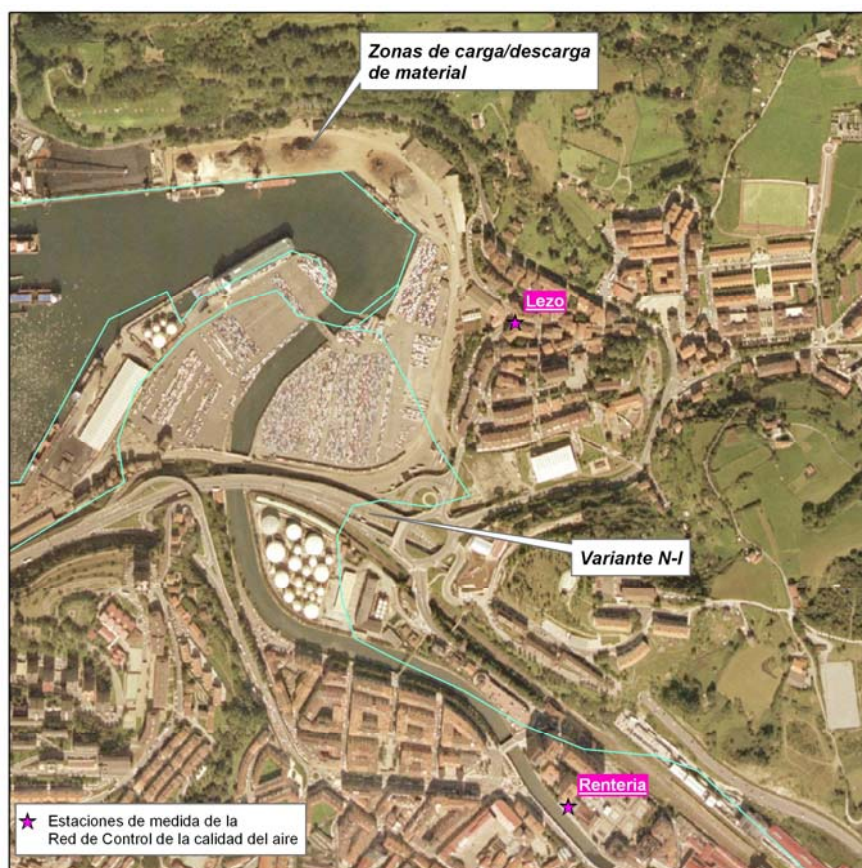 Zonas de carga/descarga
de material
Lezo
Variante N-I
Renteria
Estaciones de medida de la
Red de Control de la calidad del aire